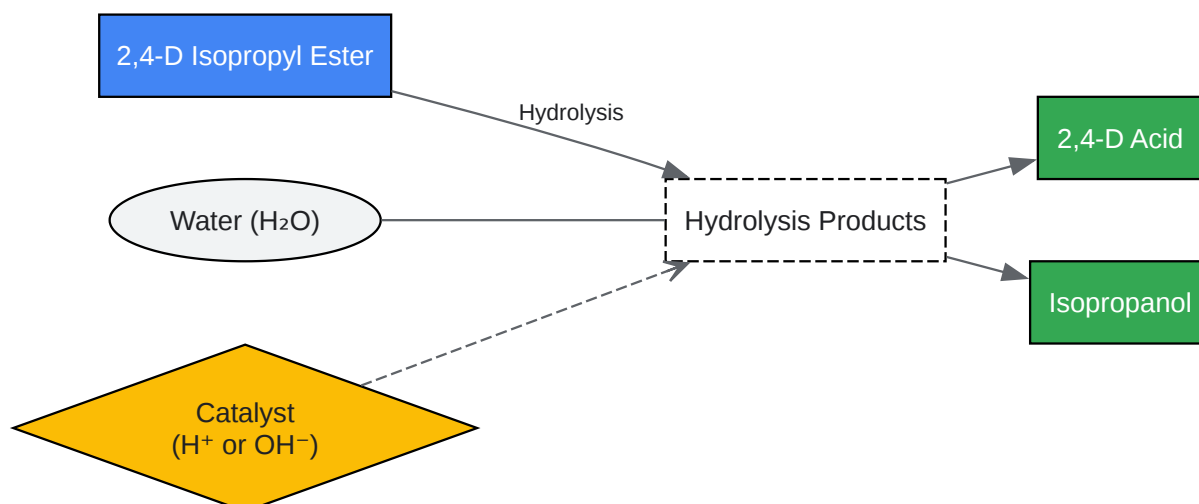 2,4-D Isopropyl Ester
Hydrolysis
2,4-D Acid
Water (H₂O)
Hydrolysis Products
Isopropanol
Catalyst
(H⁺ or OH⁻)